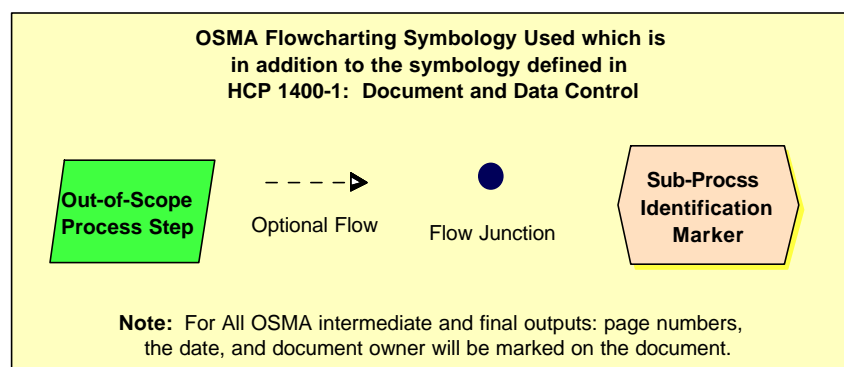 OSMA Flowcharting Symbology Used which is
in addition to the symbology defined in
HCP 1400-1: Document and Data Control
Out-of-Scope
Process Step
Optional Flow
Flow Junction
Sub-Procss
Identification
Marker
Note: For All OSMA intermediate and final outputs: page numbers,
the date, and document owner will be marked on the document.